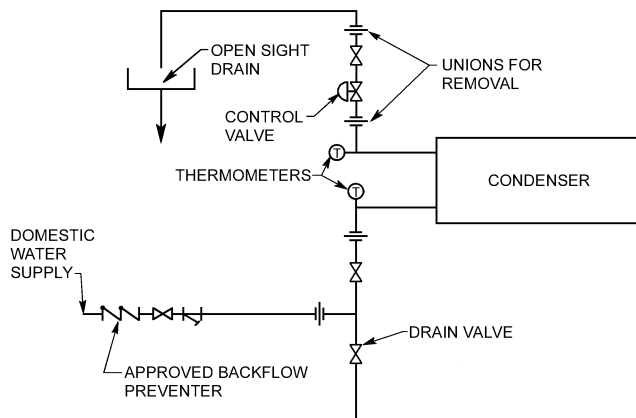 OPEN SIGHT
DRAIN
UNIONS FOR
REMOVAL
CONTROL
VALVE
T
THERMOMETERS
T
CONDENSER
DOMESTIC
WATER
SUPPLY
DRAIN VALVE
APPROVED BACKFLOW
PREVENTER